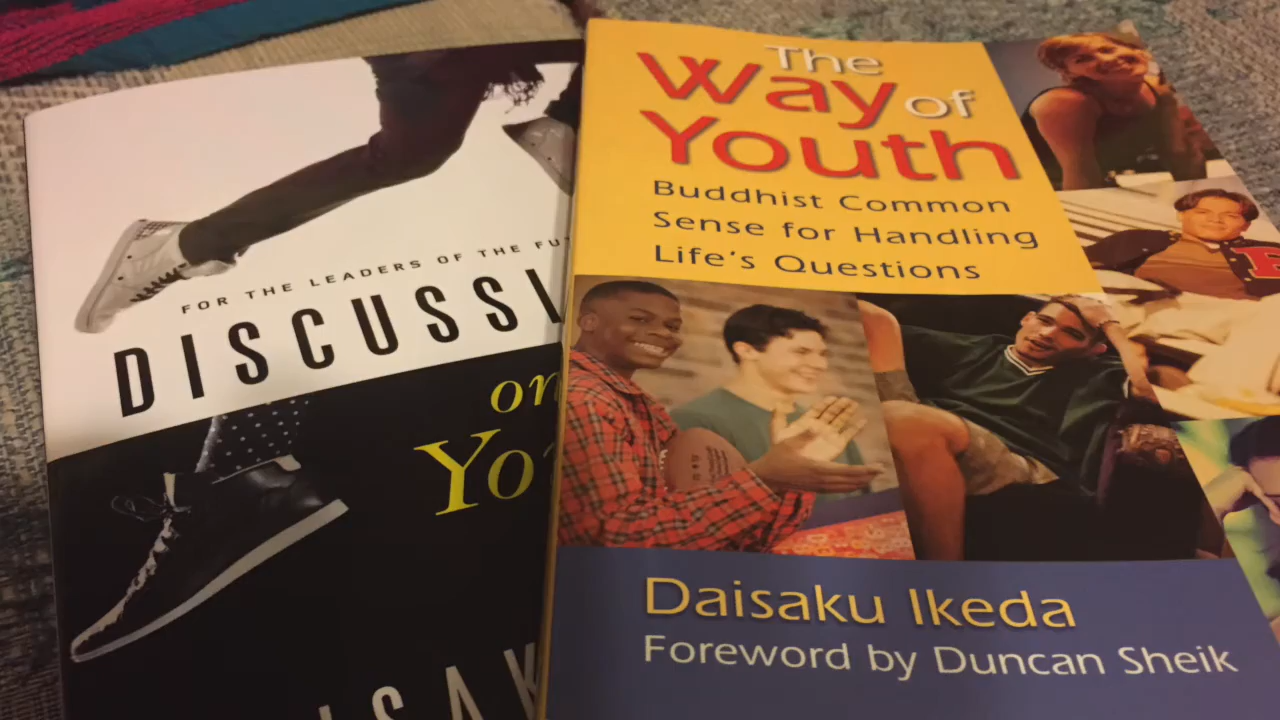 FOR THE LEADERS OF THE FU
DISCUSSI
on
Yo
ISAK
The
Way of
Youth
Buddhist Common
Sense for Handling
Life's Questions
Daisaku Ikeda
Foreword by Duncan Sheik